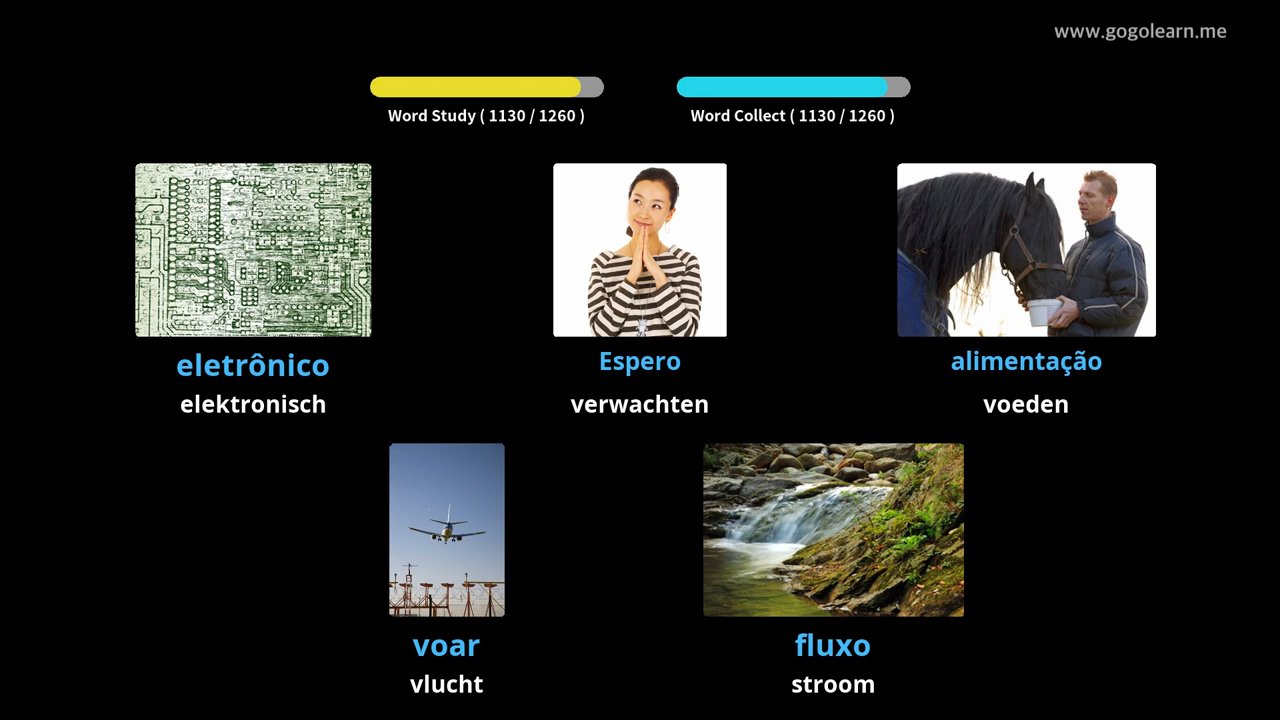 www.gogolearn.me
Word Study ( 1130 / 1260 )
Word Collect ( 1130 / 1260 )
eletrônico
elektronisch
Espero
verwachten
alimentação
voeden
voar
vlucht
fluxo
stroom